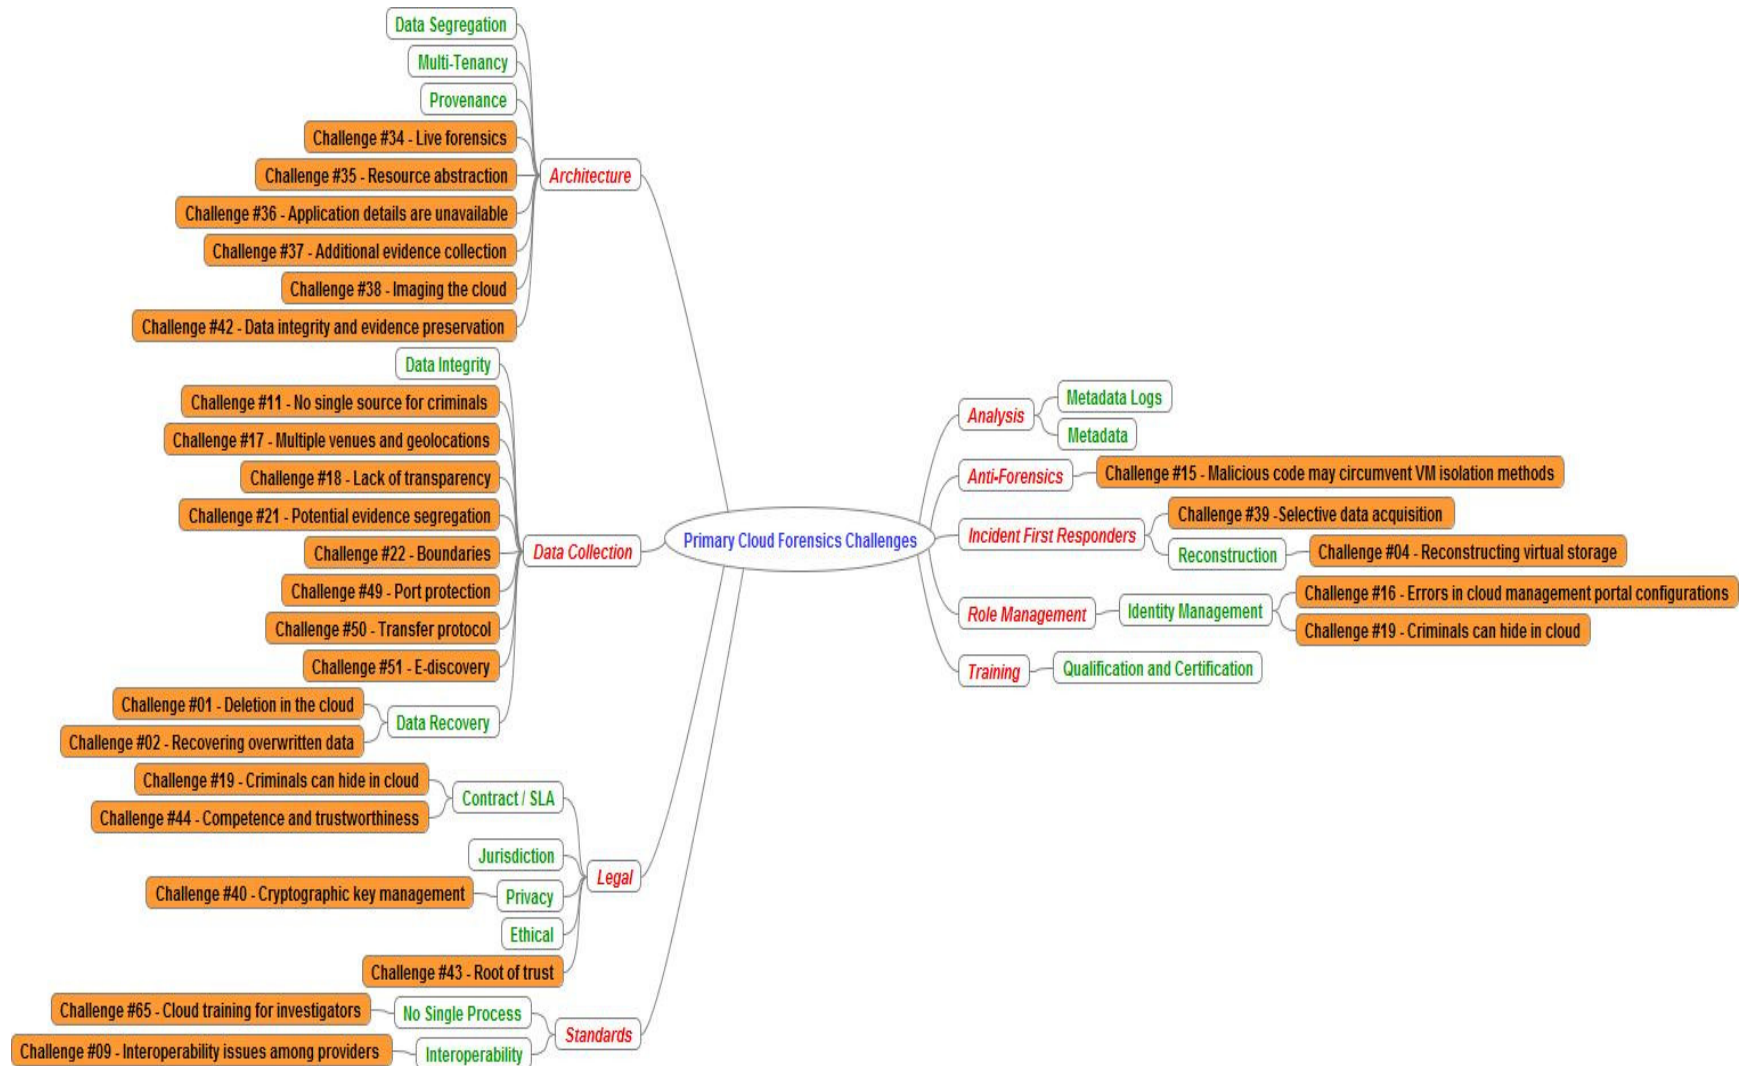 Data Segregation
Multi-Tenancy
Provenance
Challenge #34 - Live forensics
Challenge #35 - Resource abstraction
Architecture
Challenge #36 - Application details are unavailable
Challenge #37 - Additional evidence collection
Challenge #38 - Imaging the cloud
Challenge #42 - Data integrity and evidence preservation
Data Integrity
Challenge #11 - No single source for criminals
Challenge #17 - Multiple venues and geolocations
Challenge #18 - Lack of transparency
Challenge #21 - Potential evidence segregation
Challenge #22 - Boundaries
Data Collection
Challenge #49 - Port protection
Challenge #50 - Transfer protocol
Challenge #51 - E-discovery
Challenge #01 - Deletion in the cloud
Data Recovery
Challenge #02 - Recovering overwritten data
Challenge #19 - Criminals can hide in cloud
Contract / SLA
Challenge #44 - Competence and trustworthiness
Jurisdiction
Legal
Challenge #40 - Cryptographic key management
Privacy
Ethical
Challenge #43 - Root of trust
Challenge #65 - Cloud training for investigators
No Single Process
Standards
Challenge #09 - Interoperability issues among providers
Interoperability
Primary Cloud Forensics Challenges
Analysis
Metadata Logs
Metadata
Anti-Forensics
Challenge #15 - Malicious code may circumvent VM isolation methods
Incident First Responders
Challenge #39 -Selective data acquisition
Reconstruction
Challenge #04 - Reconstructing virtual storage
Role Management
Identity Management
Challenge #16 - Errors in cloud management portal configurations
Challenge #19 - Criminals can hide in cloud
Training
Qualification and Certification